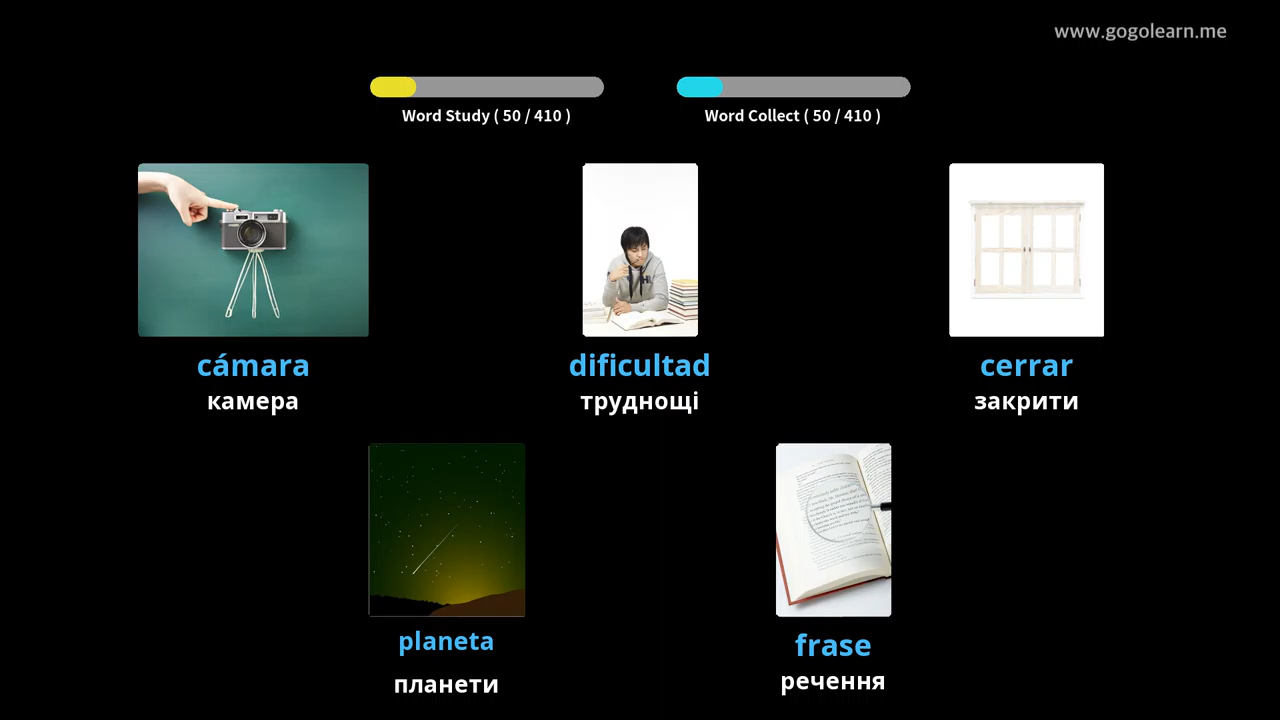 www.gogolearn.me
Word Study ( 50 / 410 )
Word Collect ( 50 / 410 )
cámara
камера
dificultad
труднощі
cerrar
закрити
planeta
планети
frase
речення